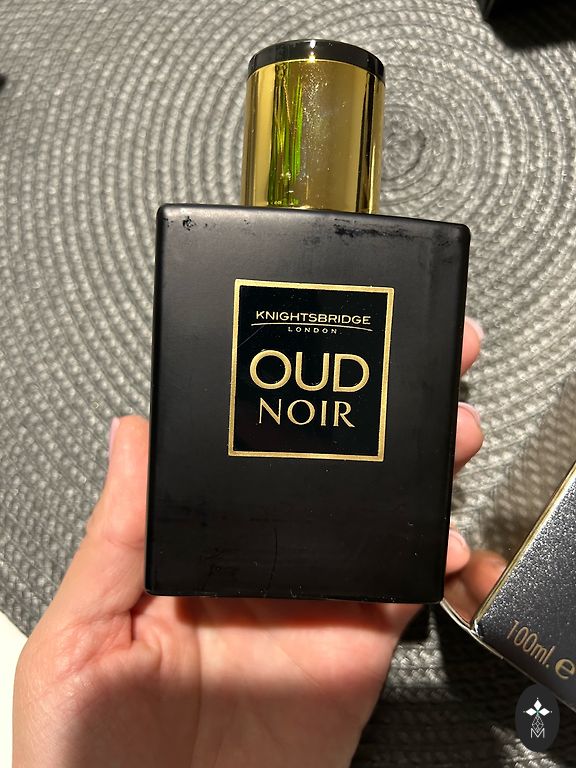 KNIGHTSBRIDGE
LONDON
OUD
NOIR
100ml. e
M